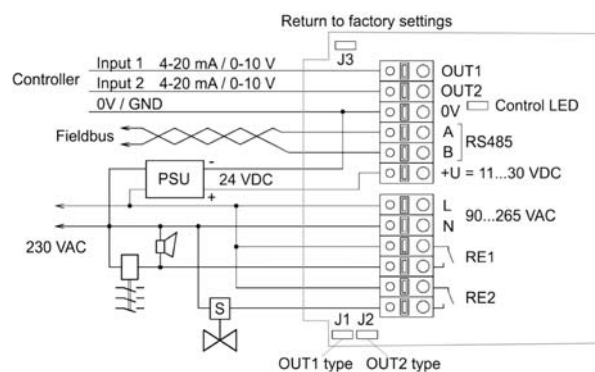 Return to factory settings
J3
Input 1 4-20 mA / 0-10 V
OUT1
Controller
Input 2 4-20 mA / 0-10 V
OUT2
0V / GND
0V
Control LED
Fieldbus
A
B
RS485
PSU
-
+
24 VDC
+U = 11...30 VDC
L
N
90...265 VAC
230 VAC
RE1
RE2
S
J1 J2
OUT1 type OUT2 type